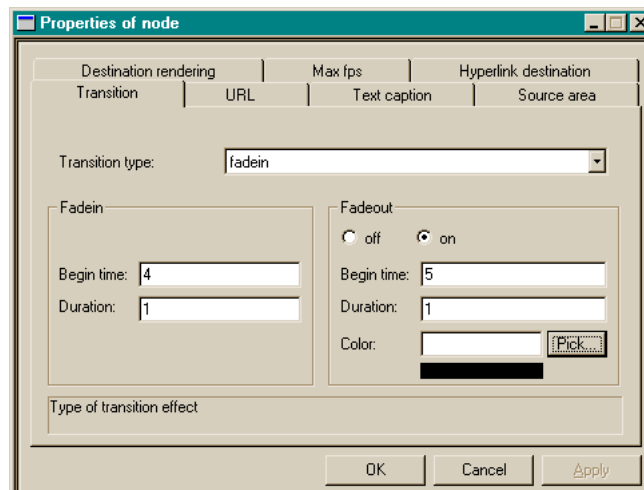 Properties of node
Destination rendering Max fps Hyperlink destination
Transition URL Text caption Source area
Transition type: fadein
Fadein
Begin time: 4
Duration: 1
Fadeout
off on
Begin time: 5
Duration: 1
Color: Pick...
Type of transition effect
OK Cancel Apply